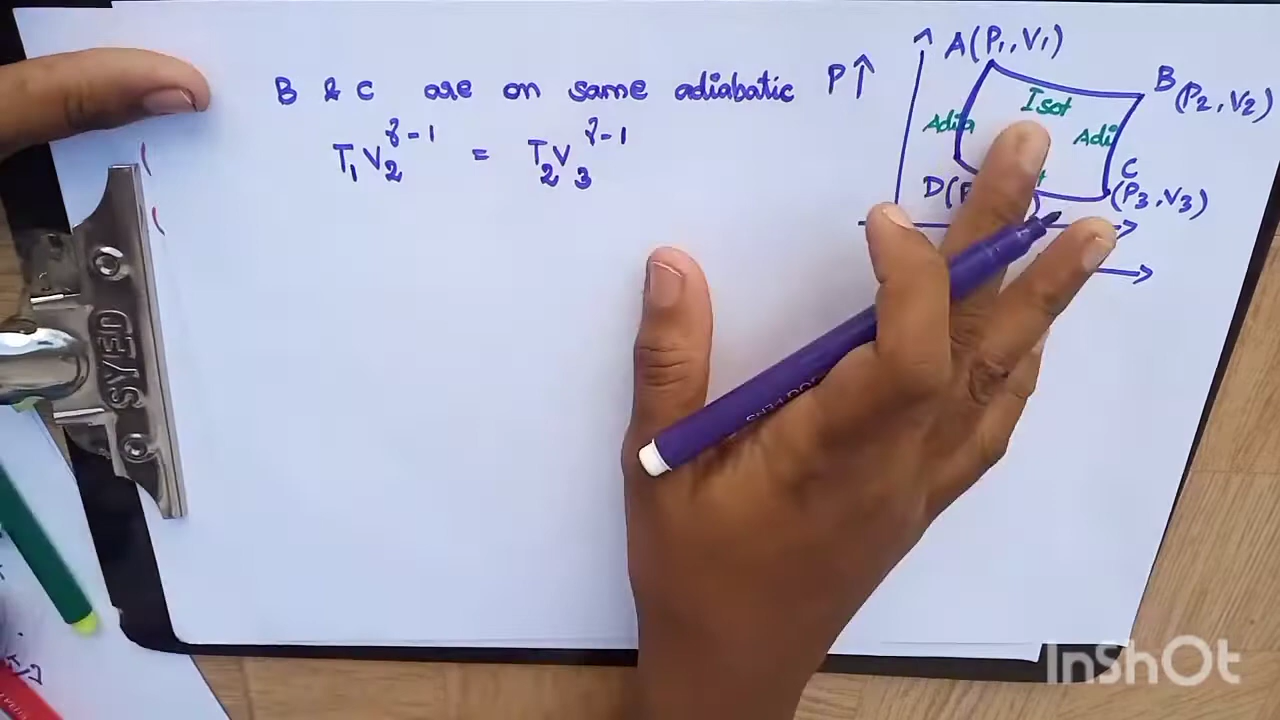 B & C are on same adiabatic
T₁V₂^γ-1 = T₂V₃^γ-1
P↑
A(P₁,V₁)
B(P₂,V₂)
Isot
Adia
Adi
C(P₃,V₃)
D(P
SYED
InShOt